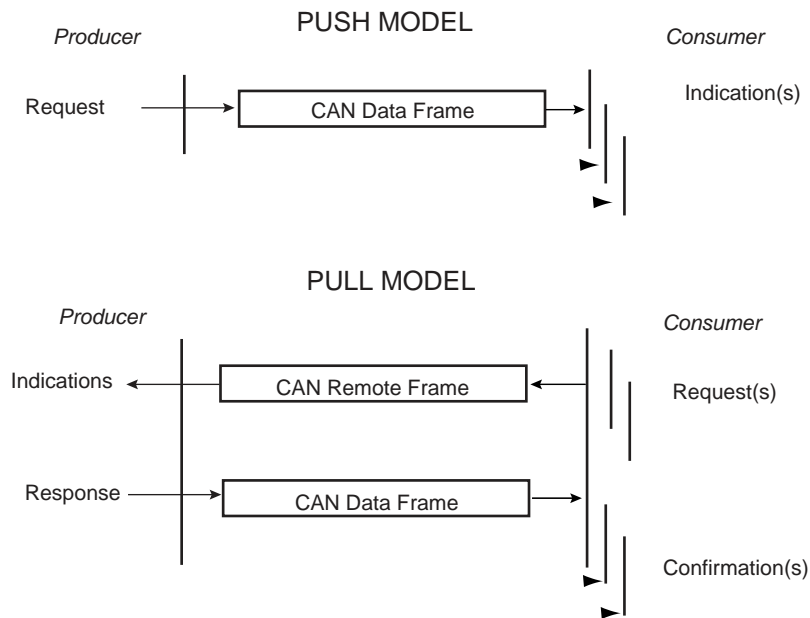 PUSH MODEL
Producer
Consumer
Request
CAN Data Frame
Indication(s)
PULL MODEL
Producer
Consumer
Indications
CAN Remote Frame
Request(s)
Response
CAN Data Frame
Confirmation(s)